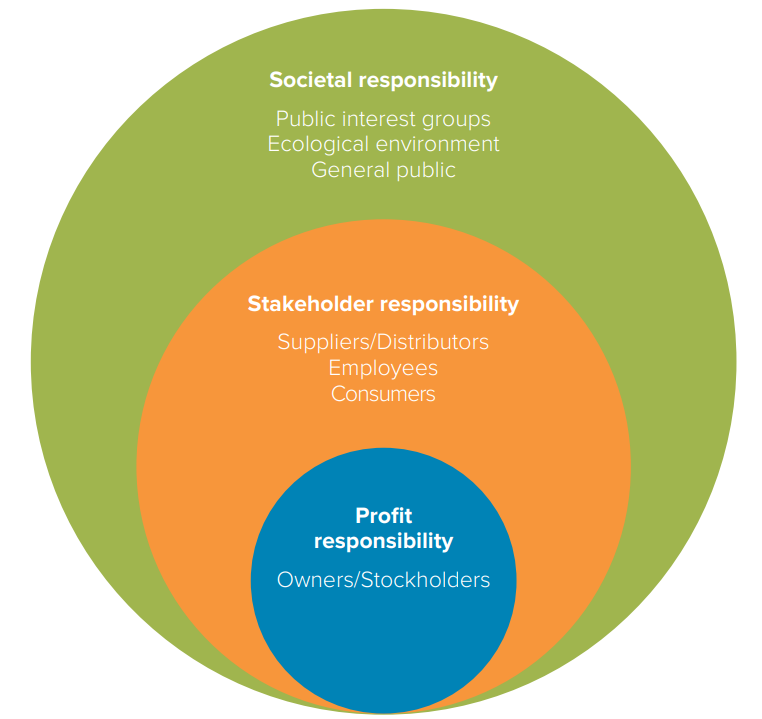 Societal responsibility
Public interest groups
Ecological environment
General public
Stakeholder responsibility
Suppliers/Distributors
Employees
Consumers
Profit
responsibility
Owners/Stockholders